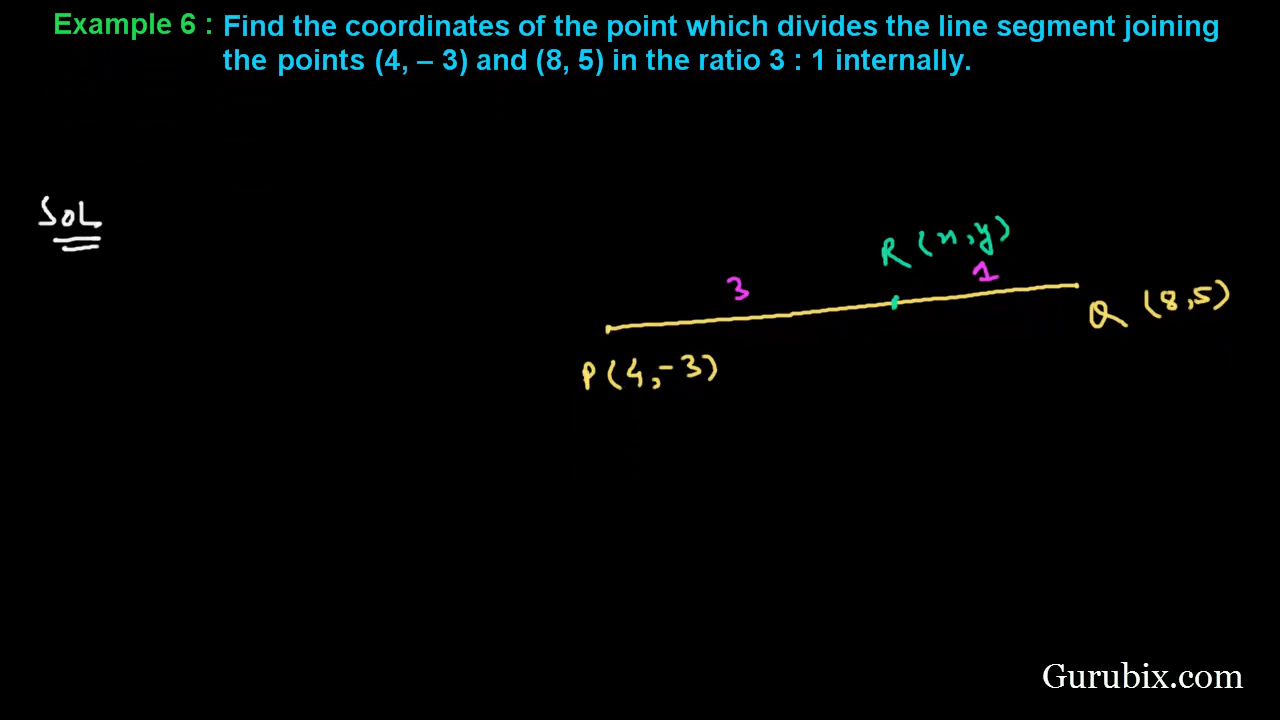 Example 6 : Find the coordinates of the point which divides the line segment joining
the points (4, – 3) and (8, 5) in the ratio 3 : 1 internally.
SOL
R (x,y)
3
1
Q (8,5)
P(4,-3)
Gurubix.com